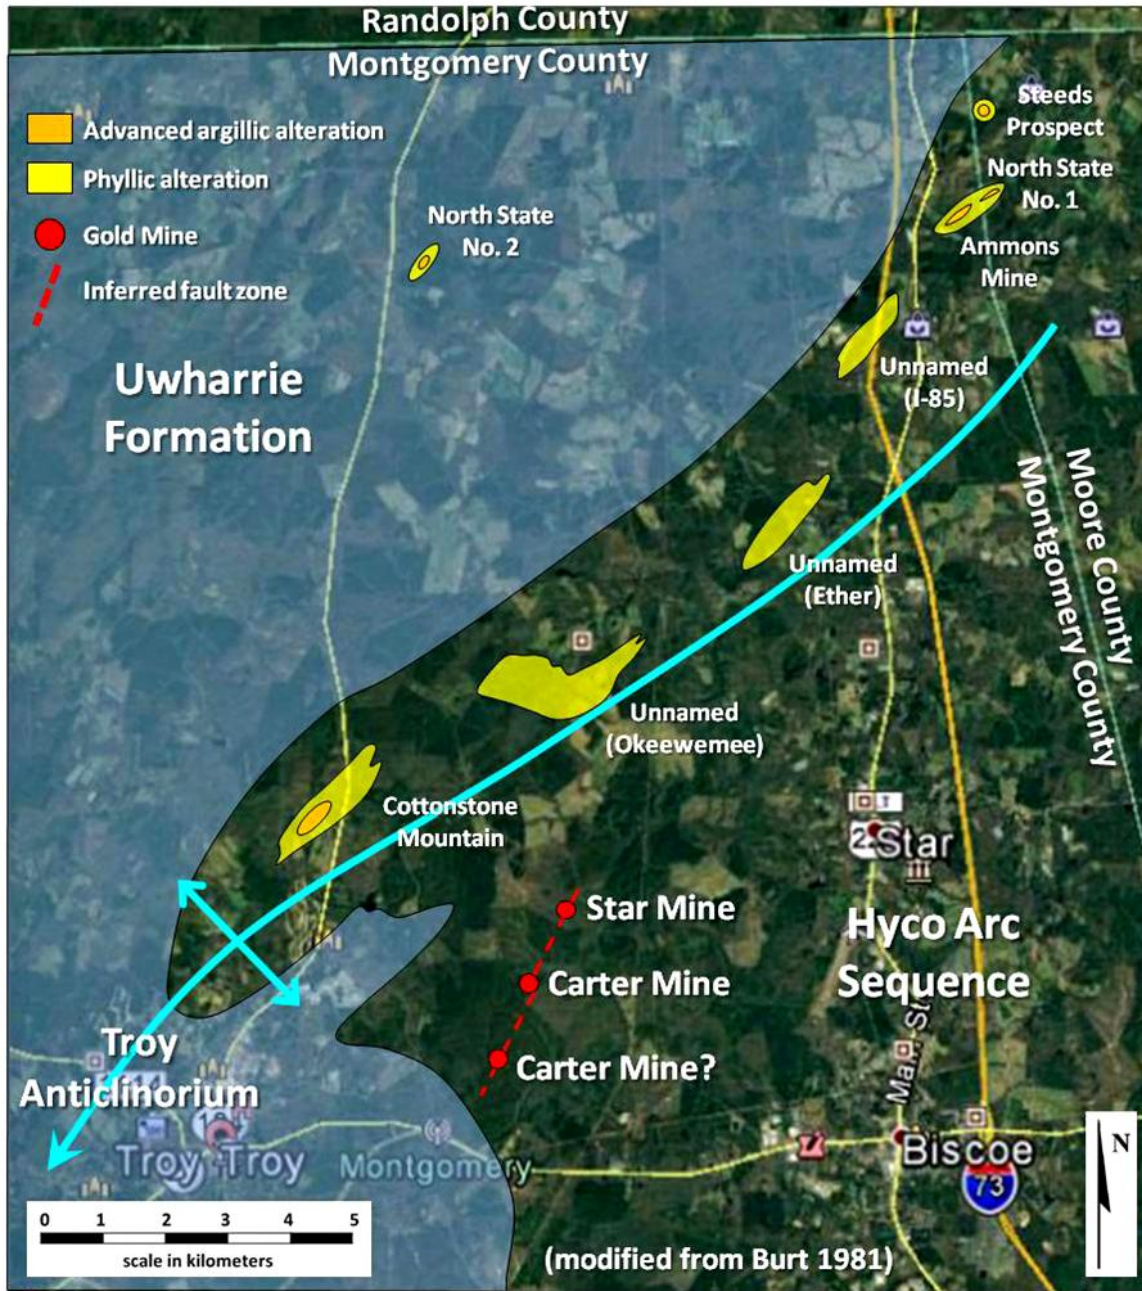 Randolph County
Montgomery County
Advanced argillic alteration
Phyllic alteration
Gold Mine
Inferred fault zone
Steeds
Prospect
North State
No. 1
Ammons
Mine
North State
No. 2
Uwharrie
Formation
Unnamed
(I-85)
Moore County
Montgomery County
Unnamed
(Ether)
Unnamed
(Okeewemee)
Cottonstone
Mountain
2
Star
Star Mine
Carter Mine
Carter Mine?
Hyco Arc
Sequence
Troy
Anticlinorium
Troy Troy
Montgomery
Biscoe
73
N
0 1 2 3 4 5
scale in kilometers
(modified from Burt 1981)